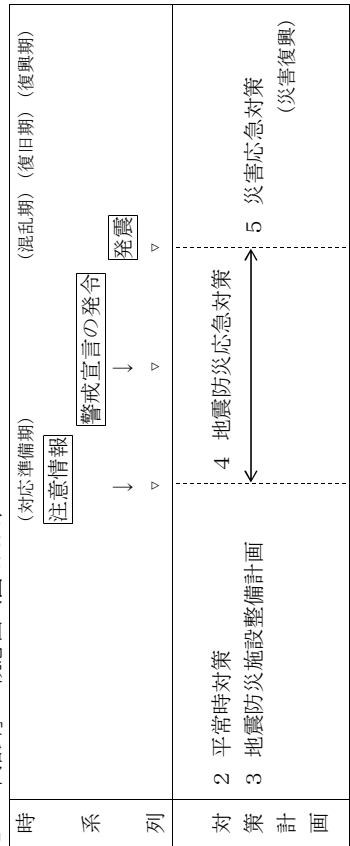 時系列
（対応準備期）
（混乱期）（復旧期）（復興期）
注意情報
警戒宣言の発令
発震
↓
↓
▽
▽
▽
対策計画
2 平常時対策
3 地震防災施設整備計画
4 地震防災応急対策
5 災害応急対策
（災害復興）